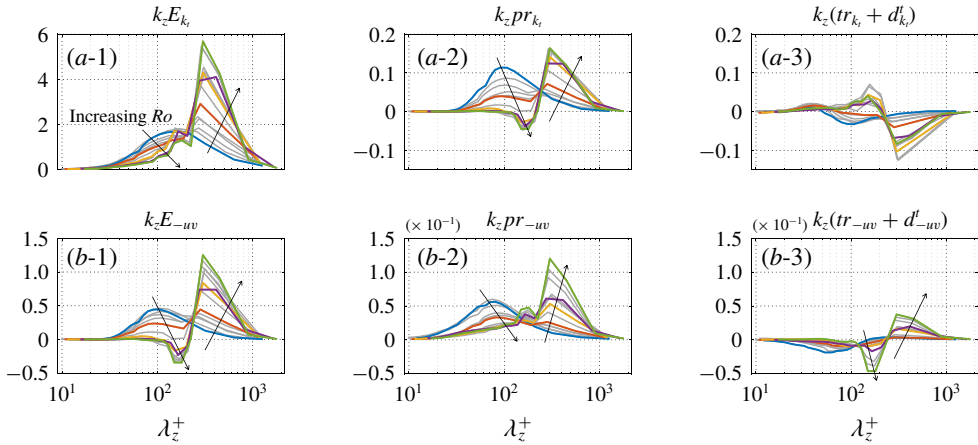 k_z E_{k_t}
k_z pr_{k_t}
k_z(tr_{k_t} + d^t_{k_t})
6
4
2
0
(a-1)
Increasing Ro
0.2
0.1
0
−0.1
(a-2)
0.2
0.1
0
−0.1
(a-3)
k_z E_{−uv}
(× 10^{−1})
k_z pr_{−uv}
(× 10^{−1})
k_z(tr_{−uv} + d^t_{−uv})
1.5
1.0
0.5
0
−0.5
(b-1)
1.5
1.0
0.5
0
−0.5
(b-2)
1.5
1.0
0.5
0
−0.5
(b-3)
10^1 10^2 10^3
10^1 10^2 10^3
10^1 10^2 10^3
λ_z^+
λ_z^+
λ_z^+